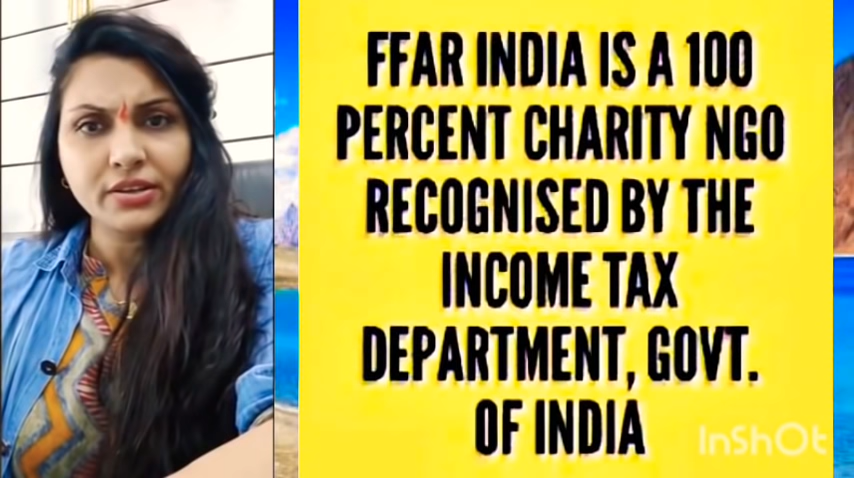 FFAR INDIA IS A 100
PERCENT CHARITY NGO
RECOGNISED BY THE
INCOME TAX
DEPARTMENT, GOVT.
OF INDIA
InShOt